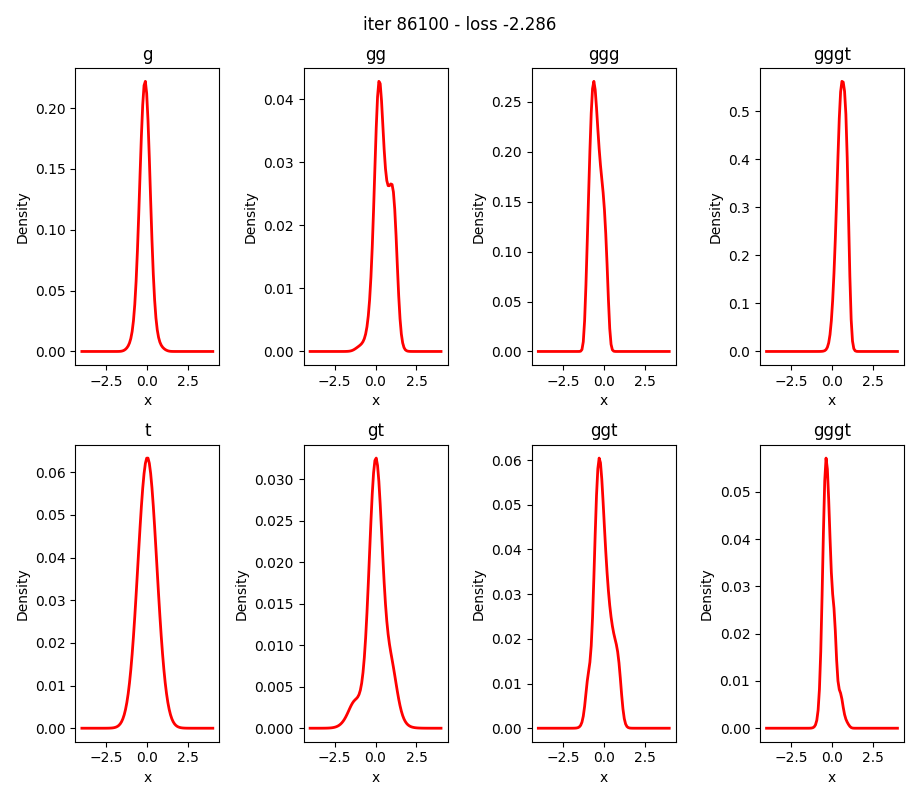 iter 86100 - loss -2.286
g
gg
ggg
gggt
0.20
0.15
0.10
0.05
0.00
Density
−2.5 0.0 2.5
x
0.04
0.03
0.02
0.01
0.00
Density
−2.5 0.0 2.5
x
0.25
0.20
0.15
0.10
0.05
0.00
Density
−2.5 0.0 2.5
x
0.5
0.4
0.3
0.2
0.1
0.0
Density
−2.5 0.0 2.5
x
t
gt
ggt
gggt
0.06
0.05
0.04
0.03
0.02
0.01
0.00
Density
−2.5 0.0 2.5
x
0.030
0.025
0.020
0.015
0.010
0.005
0.000
Density
−2.5 0.0 2.5
x
0.06
0.05
0.04
0.03
0.02
0.01
0.00
Density
−2.5 0.0 2.5
x
0.05
0.04
0.03
0.02
0.01
0.00
Density
−2.5 0.0 2.5
x